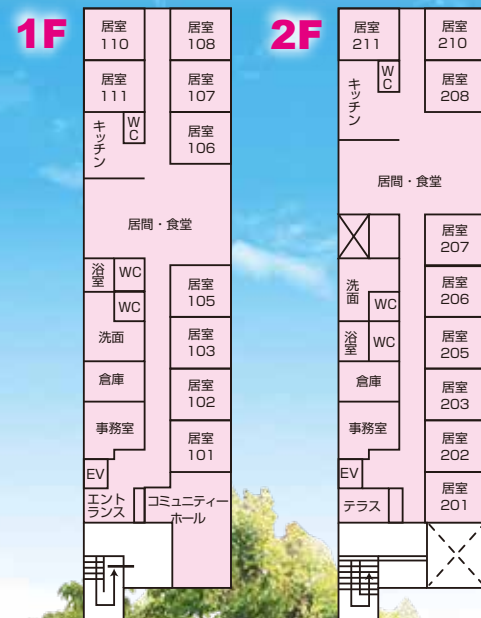 1F
居室
110
居室
108
居室
111
居室
107
キッチン
WC
居室
106
居間・食堂
浴室
WC
居室
105
WC
洗面
居室
103
倉庫
居室
102
事務室
居室
101
EV
エント
ランス
コミュニティー
ホール
2F
居室
211
居室
210
キッチン
WC
居室
208
居間・食堂
居室
207
洗面
居室
206
WC
浴室
WC
居室
205
倉庫
居室
203
事務室
居室
202
EV
テラス
居室
201